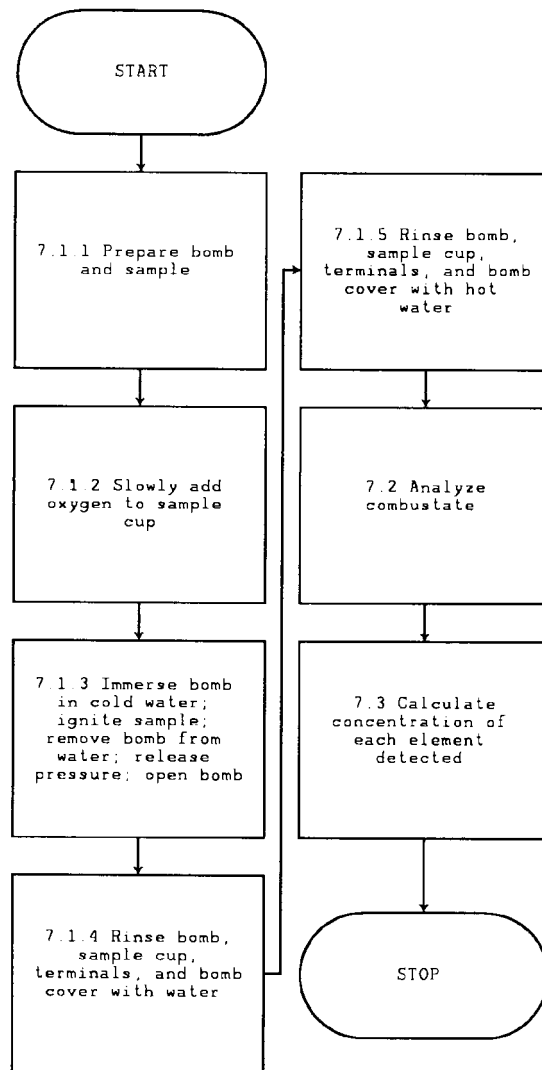 START
7.1.1 Prepare bomb
and sample
7.1.2 Slowly add
oxygen to sample
cup
7.1.3 Immerse bomb
in cold water;
ignite sample;
remove bomb from
water; release
pressure; open bomb
7.1.4 Rinse bomb,
sample cup,
terminals, and bomb
cover with water
7.1.5 Rinse bomb,
sample cup,
terminals, and bomb
cover with hot
water
7.2 Analyze
combustate
7.3 Calculate
concentration of
each element
detected
STOP